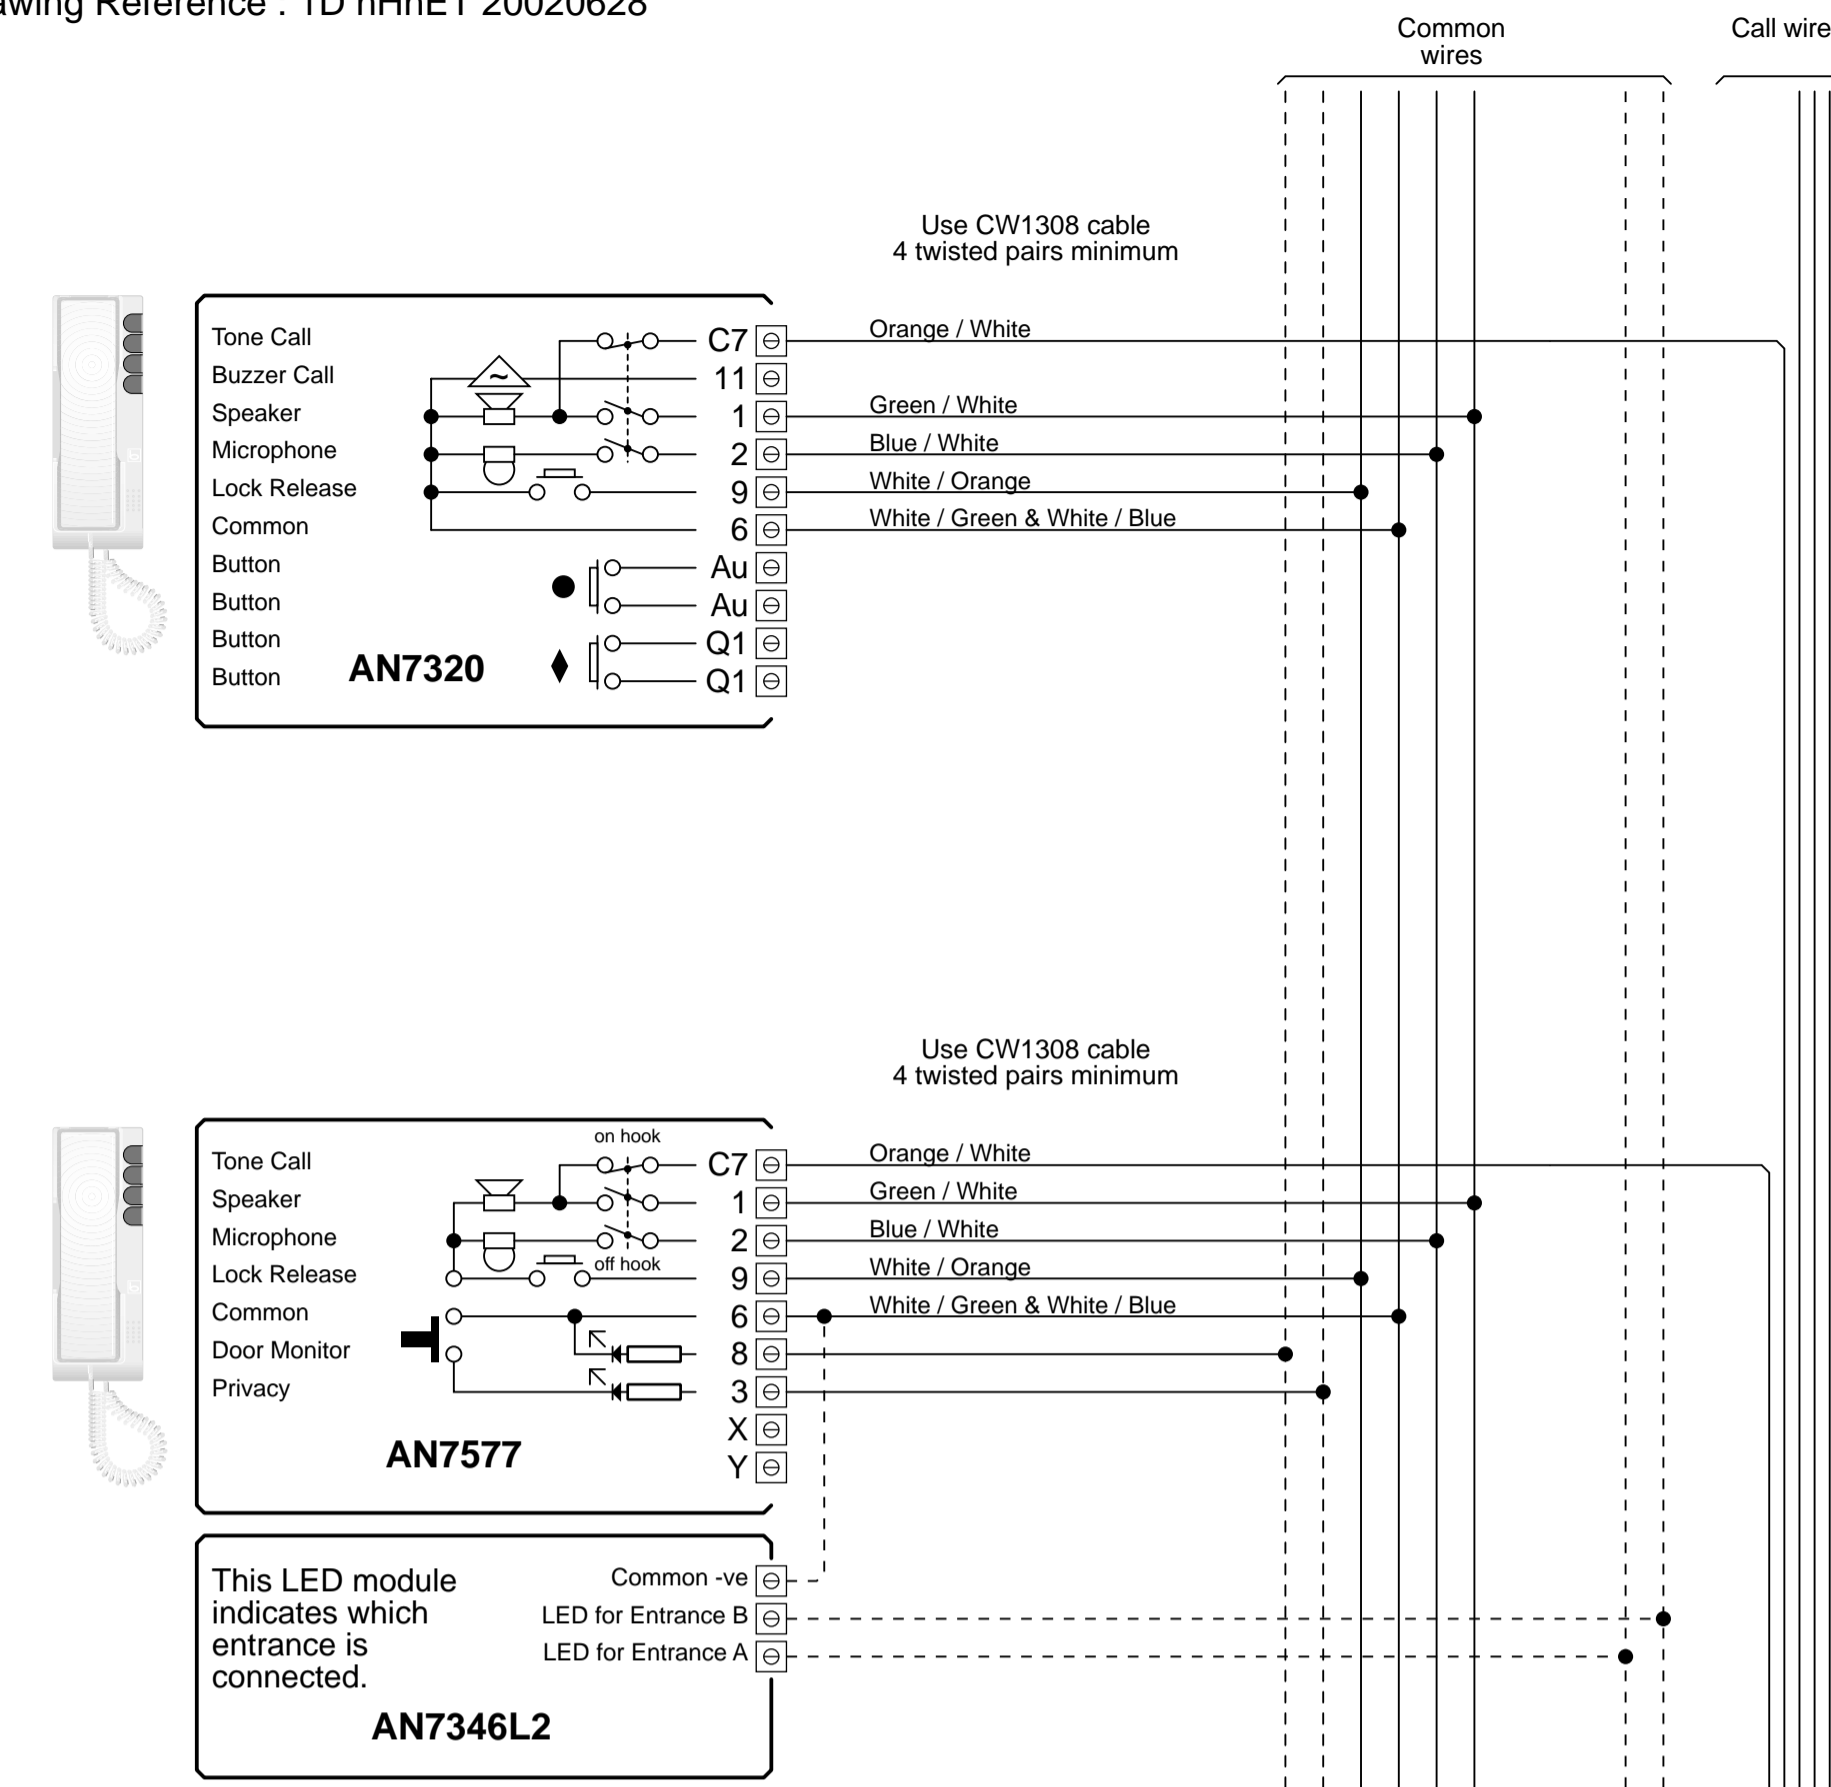 Drawing Reference : 1D nHnET 20020628
Common
wires
Call wire
Use CW1308 cable
4 twisted pairs minimum
Tone Call C7 Orange / White
Buzzer Call 11
Speaker 1 Green / White
Microphone 2 Blue / White
Lock Release 9 White / Orange
Common 6 White / Green & White / Blue
Button Au
Button Au
Button Q1
Button Q1
AN7320
Use CW1308 cable
4 twisted pairs minimum
on hook
Tone Call C7 Orange / White
Speaker 1 Green / White
Microphone 2 Blue / White
off hook
Lock Release 9 White / Orange
Common 6 White / Green & White / Blue
Door Monitor 8
Privacy 3
X
Y
AN7577
This LED module
indicates which
entrance is
connected.
Common -ve
LED for Entrance B
LED for Entrance A
AN7346L2